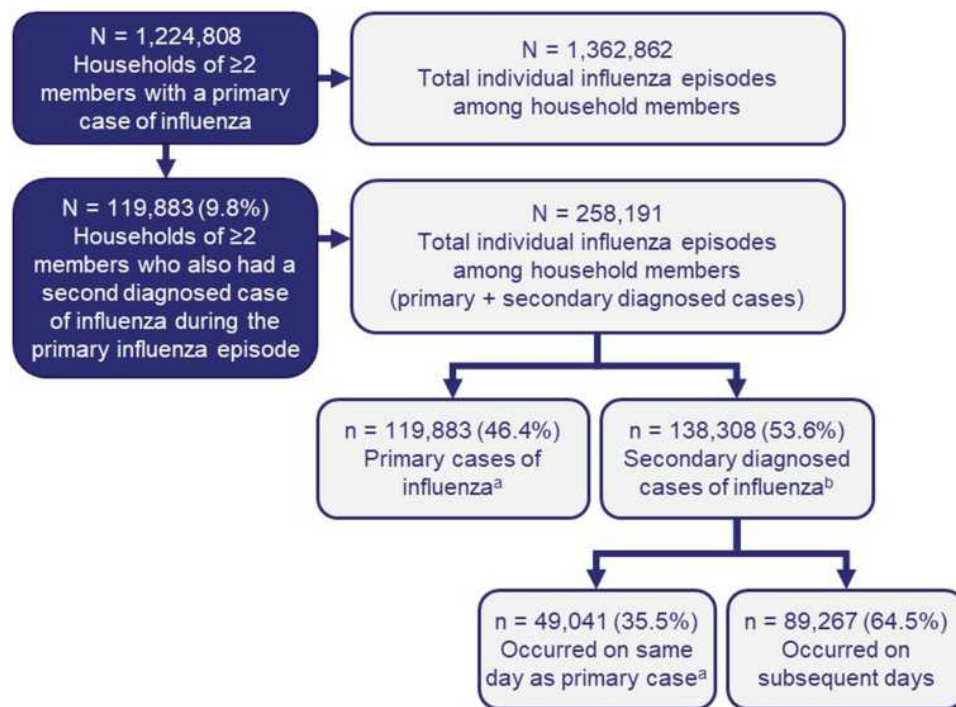 N = 1,224,808
Households of ≥2
members with a primary
case of influenza
N = 1,362,862
Total individual influenza episodes
among household members
N = 119,883 (9.8%)
Households of ≥2
members who also had a
second diagnosed case
of influenza during the
primary influenza episode
N = 258,191
Total individual influenza episodes
among household members
(primary + secondary diagnosed cases)
n = 119,883 (46.4%)
Primary cases of
influenzaᵃ
n = 138,308 (53.6%)
Secondary diagnosed
cases of influenzaᵇ
n = 49,041 (35.5%)
Occurred on same
day as primary caseᵃ
n = 89,267 (64.5%)
Occurred on
subsequent days